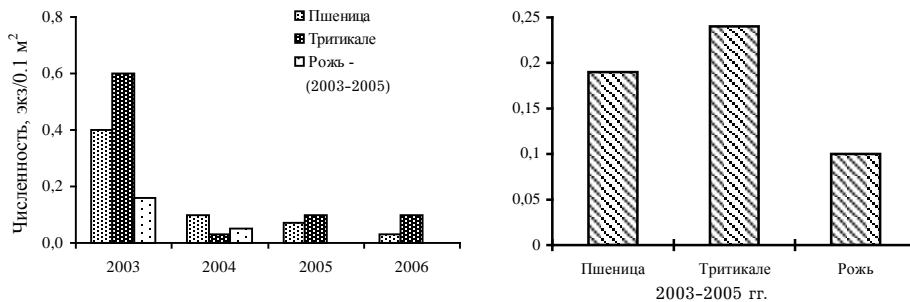 Численность, экз/0.1 м²
0,8
0,6
0,4
0,2
0,0
Пшеница
Тритикале
Рожь -
(2003-2005)
2003 2004 2005 2006
0,25
0,2
0,15
0,1
0,05
0
Пшеница Тритикале Рожь
2003-2005 гг.